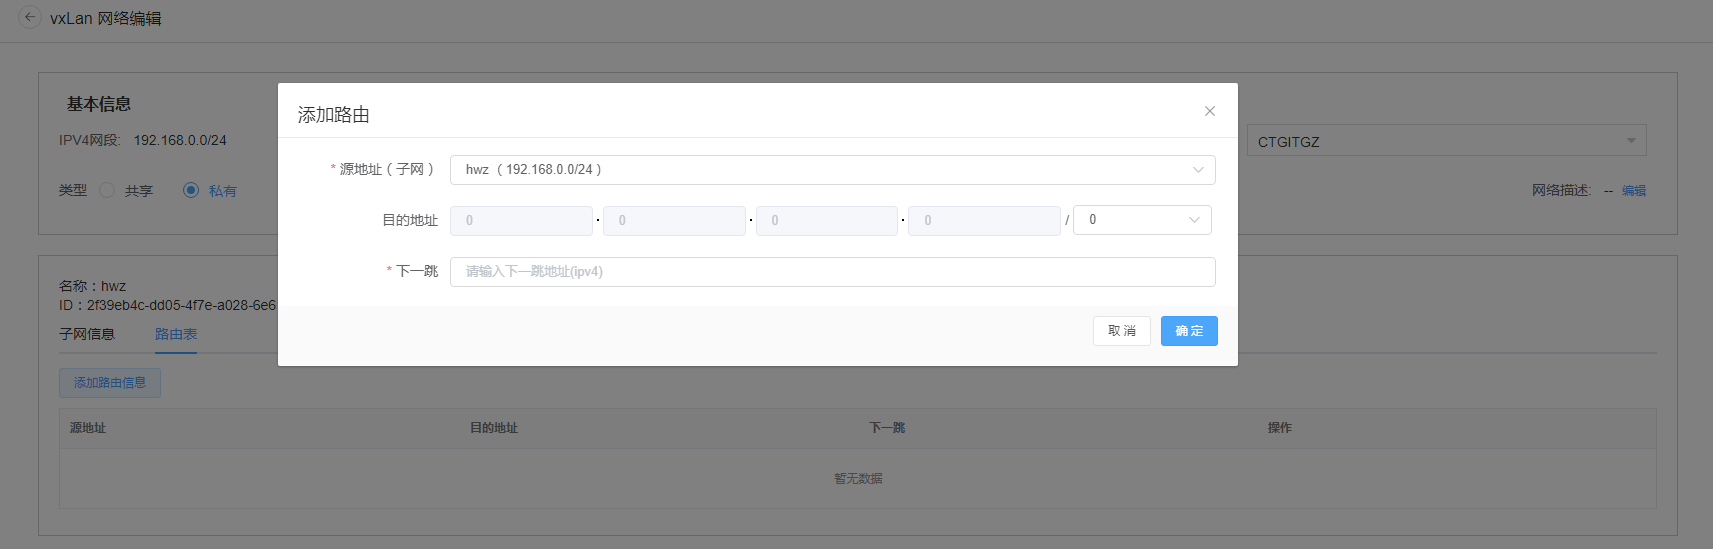 vxLan 网络编辑
基本信息
IPV4网段: 192.168.0.0/24
CTGITGZ
类型 共享 私有
网络描述: -- 编辑
添加路由
* 源地址（子网） hwz （192.168.0.0/24）
目的地址 0 . 0 . 0 . 0 / 0
* 下一跳 请输入下一跳地址(ipv4)
取消 确定
名称：hwz
ID：2f39eb4c-dd05-4f7e-a028-6e6
子网信息 路由表
添加路由信息
源地址 目的地址 下一跳 操作
暂无数据